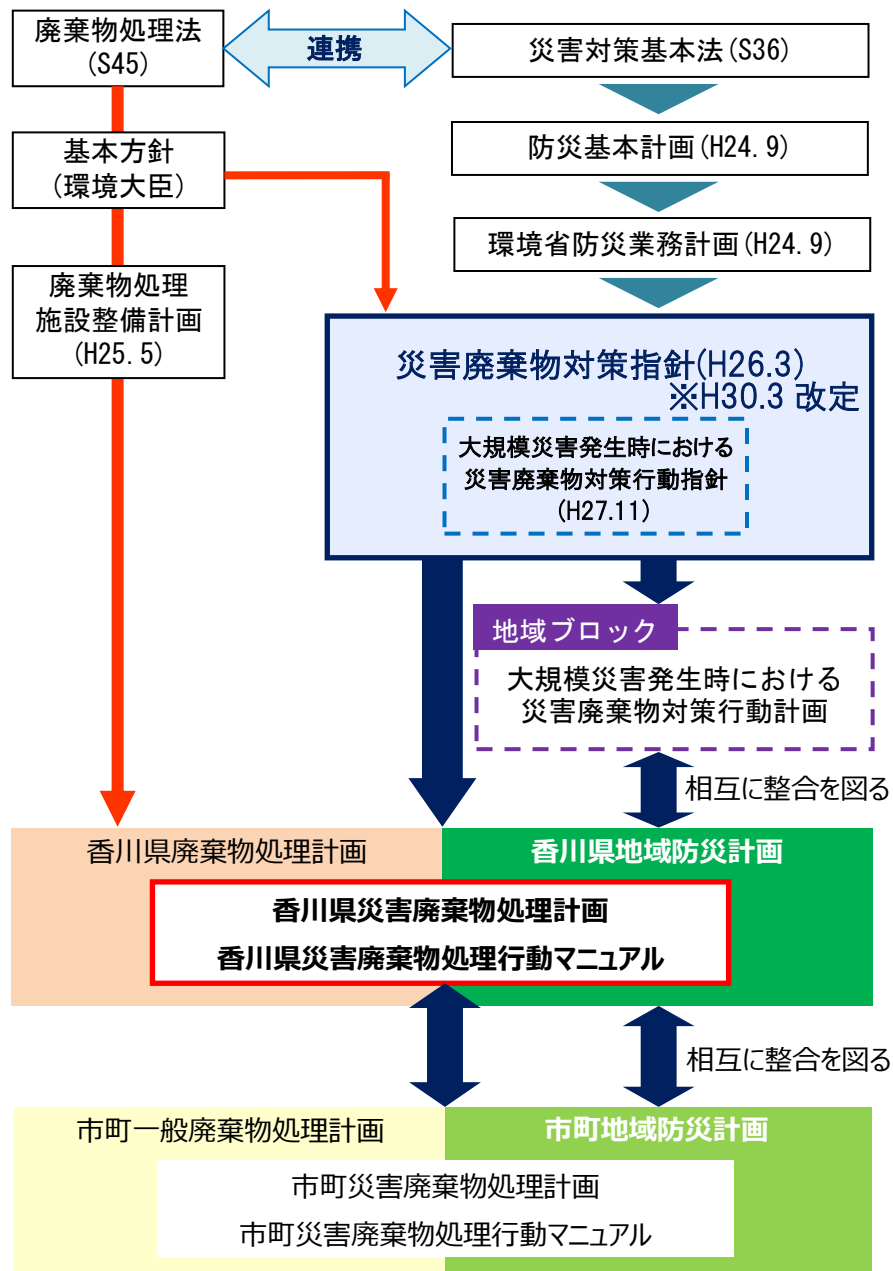 廃棄物処理法
(S45)
連携
災害対策基本法(S36)
基本方針
(環境大臣)
防災基本計画(H24.9)
環境省防災業務計画(H24.9)
廃棄物処理
施設整備計画
(H25.5)
災害廃棄物対策指針(H26.3)
※H30.3 改定
大規模災害発生時における
災害廃棄物対策行動指針
(H27.11)
地域ブロック
大規模災害発生時における
災害廃棄物対策行動計画
相互に整合を図る
香川県廃棄物処理計画
香川県地域防災計画
香川県災害廃棄物処理計画
香川県災害廃棄物処理行動マニュアル
相互に整合を図る
市町一般廃棄物処理計画
市町地域防災計画
市町災害廃棄物処理計画
市町災害廃棄物処理行動マニュアル